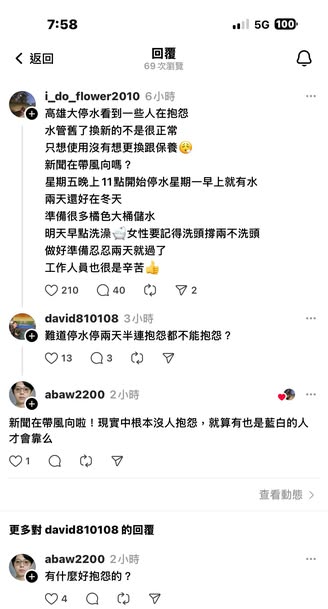 7:58
5G
100
返回
回覆
69 次瀏覽
i_do_flower2010 6小時
高雄大停水看到一些人在抱怨
水管舊了換新的不是很正常
只想使用沒有想更換跟保養😮‍💨
新聞在帶風向嗎?
星期五晚上 11 點開始停水星期一早上就有水
兩天還好在冬天
準備很多橘色大桶儲水
明天早點洗澡🛀女性要記得洗頭撐兩不洗頭
做好準備忍忍兩天就過了
工作人員也很是辛苦👍
210 40 2
david810108 3小時
難道停水停兩天半連抱怨都不能抱怨?
13 3
abaw2200 2小時
新聞在帶風向啦!現實中根本沒人抱怨,就算有也是藍白的人
才會靠么
1
查看動態 >
更多對 david810108 的回覆
abaw2200 2小時
有什麼好抱怨的?
4